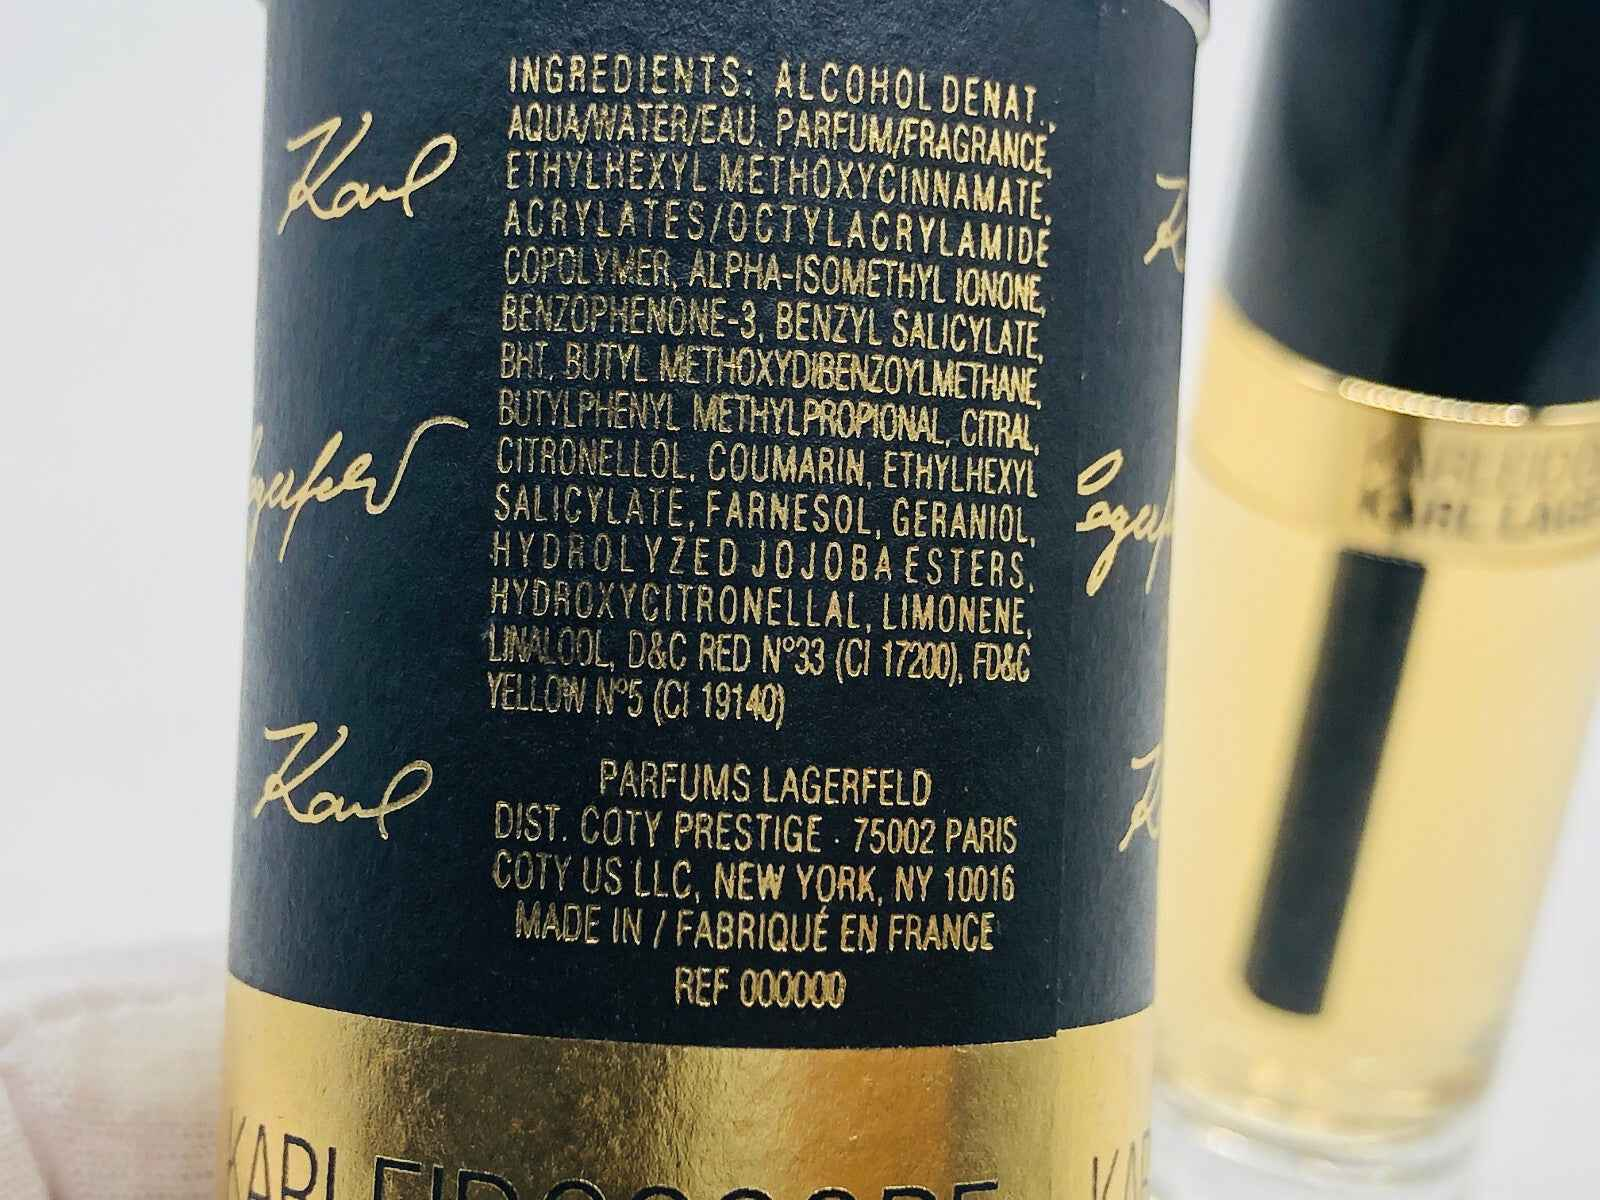 INGREDIENTS: ALCOHOL DENAT.,
AQUA/WATER/EAU, PARFUM/FRAGRANCE,
ETHYLHEXYL METHOXYCINNAMATE,
ACRYLATES/OCTYLACRYLAMIDE
COPOLYMER, ALPHA-ISOMETHYL IONONE,
BENZOPHENONE-3, BENZYL SALICYLATE,
BHT, BUTYL METHOXYDIBENZOYLMETHANE,
BUTYLPHENYL METHYLPROPIONAL, CITRAL,
CITRONELLOL, COUMARIN, ETHYLHEXYL
SALICYLATE, FARNESOL, GERANIOL,
HYDROLYZED JOJOBA ESTERS,
HYDROXYCITRONELLAL, LIMONENE,
LINALOOL, D&C RED N°33 (CI 17200), FD&C
YELLOW N°5 (CI 19140)
PARFUMS LAGERFELD
DIST. COTY PRESTIGE · 75002 PARIS
COTY US LLC, NEW YORK, NY 10016
MADE IN / FABRIQUÉ EN FRANCE
REF 000000
Karl
Karl
KARLEIDOSCOPE
KARL